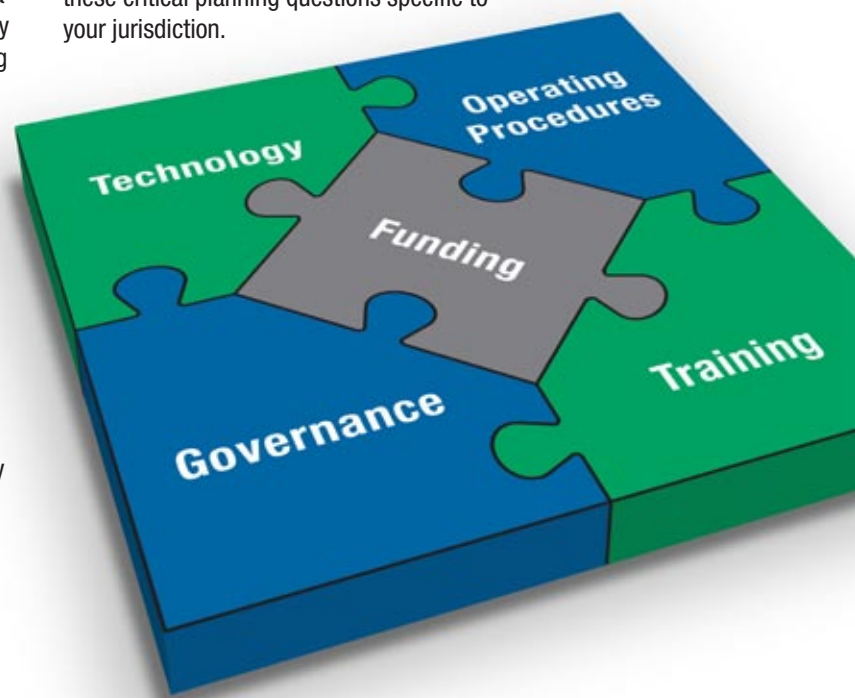 these critical planning questions specific to
your jurisdiction.
y
g
Technology
Operating
Procedures
Funding
Governance
Training
y